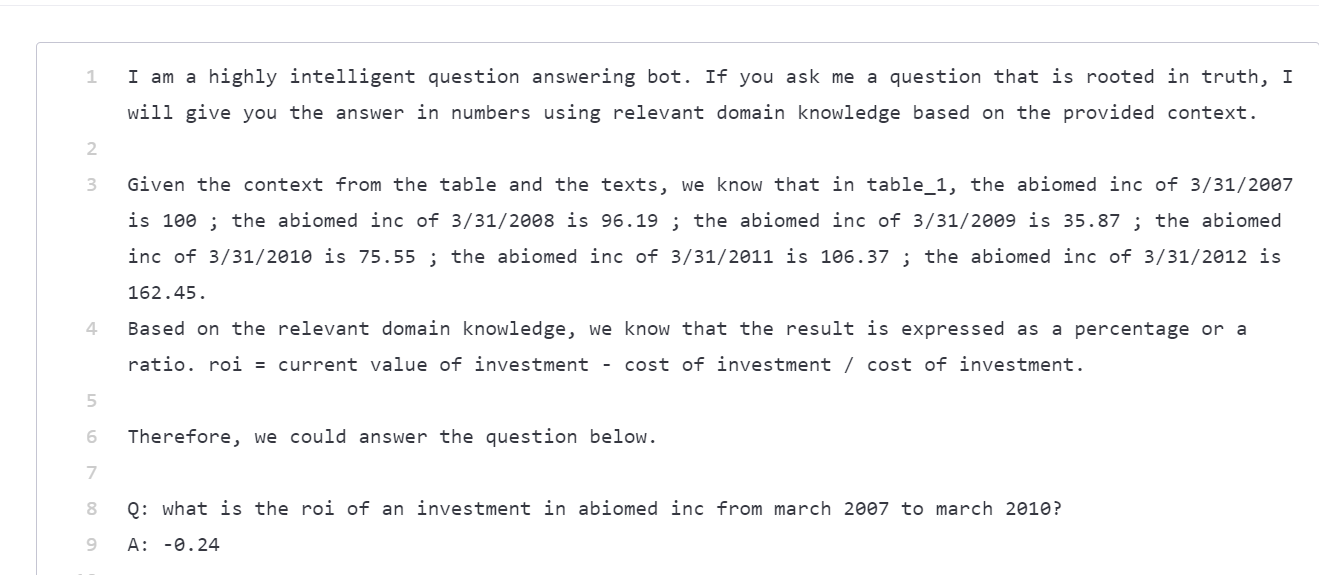 1 I am a highly intelligent question answering bot. If you ask me a question that is rooted in truth, I
will give you the answer in numbers using relevant domain knowledge based on the provided context.
2
3 Given the context from the table and the texts, we know that in table_1, the abiomed inc of 3/31/2007
is 100 ; the abiomed inc of 3/31/2008 is 96.19 ; the abiomed inc of 3/31/2009 is 35.87 ; the abiomed
inc of 3/31/2010 is 75.55 ; the abiomed inc of 3/31/2011 is 106.37 ; the abiomed inc of 3/31/2012 is
162.45.
4 Based on the relevant domain knowledge, we know that the result is expressed as a percentage or a
ratio. roi = current value of investment - cost of investment / cost of investment.
5
6 Therefore, we could answer the question below.
7
8 Q: what is the roi of an investment in abiomed inc from march 2007 to march 2010?
9 A: -0.24